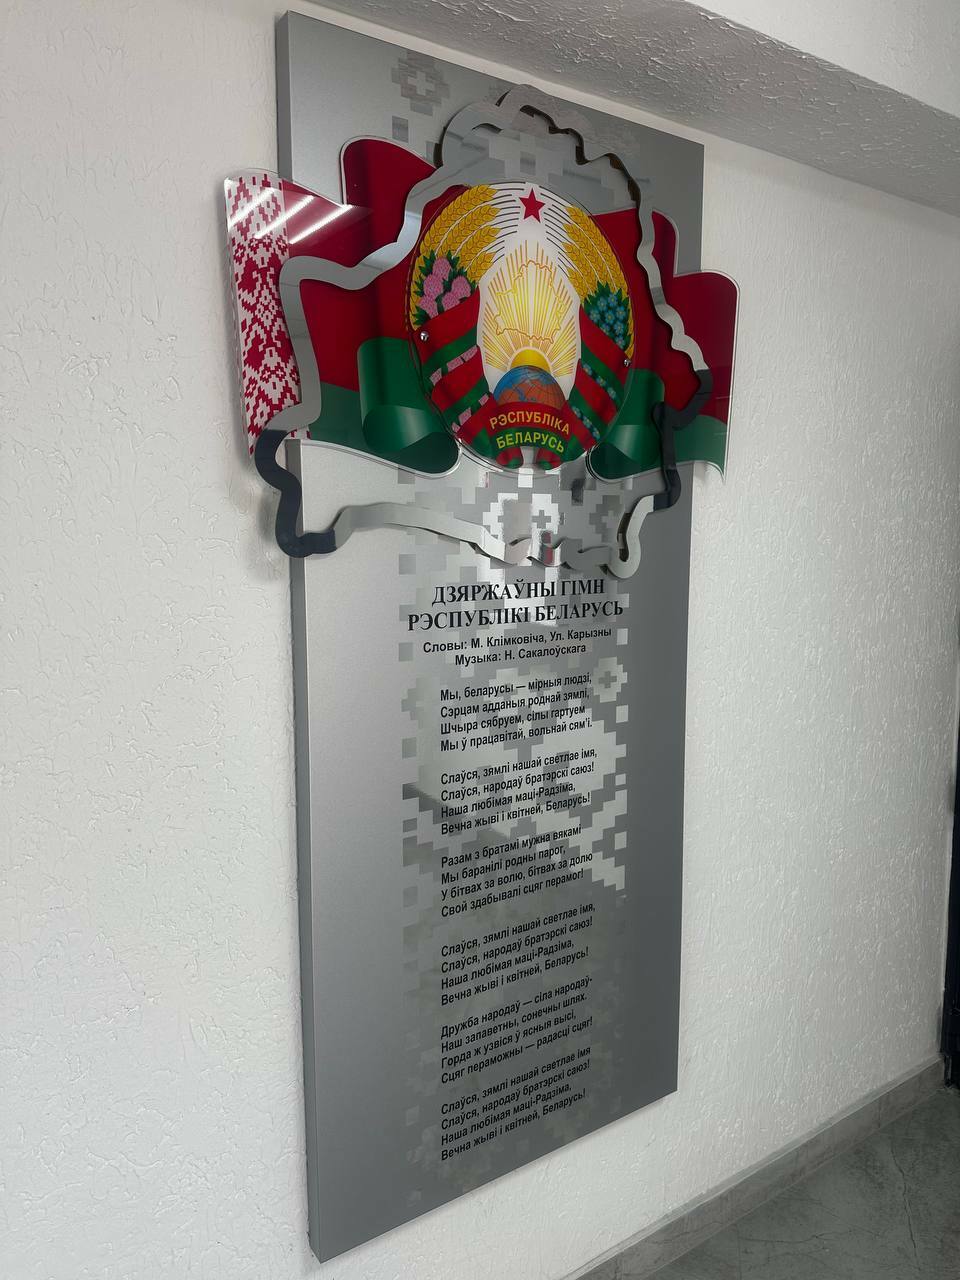 РЭСПУБЛІКА
БЕЛАРУСЬ
ДЗЯРЖАЎНЫ ГІМН
РЭСПУБЛІКІ БЕЛАРУСЬ
Словы: М. Клімковіча, Ул. Карызны
Музыка: Н. Сакалоўскага
Мы, беларусы — мірныя людзі,
Сэрцам адданыя роднай зямлі,
Шчыра сябруем, сілы гартуем
Мы ў працавітай, вольнай сям'і.
Слаўся, зямлі нашай светлае імя,
Слаўся, народаў братэрскі саюз!
Наша любімая маці-Радзіма,
Вечна жыві і квітней, Беларусь!
Разам з братамі мужна вякамі
Мы баранілі родны парог,
У бітвах за волю, бітвах за долю
Свой здабывалі сцяг перамог!
Слаўся, зямлі нашай светлае імя,
Слаўся, народаў братэрскі саюз!
Наша любімая маці-Радзіма,
Вечна жыві і квітней, Беларусь!
Дружба народаў — сіла народаў-
Наш запаветны, сонечны шлях.
Горда ж узвіся ў ясныя высі,
Сцяг пераможны — радасці сцяг!
Слаўся, зямлі нашай светлае імя
Слаўся, народаў братэрскі саюз!
Наша любімая маці-Радзіма,
Вечна жыві і квітней, Беларусь!